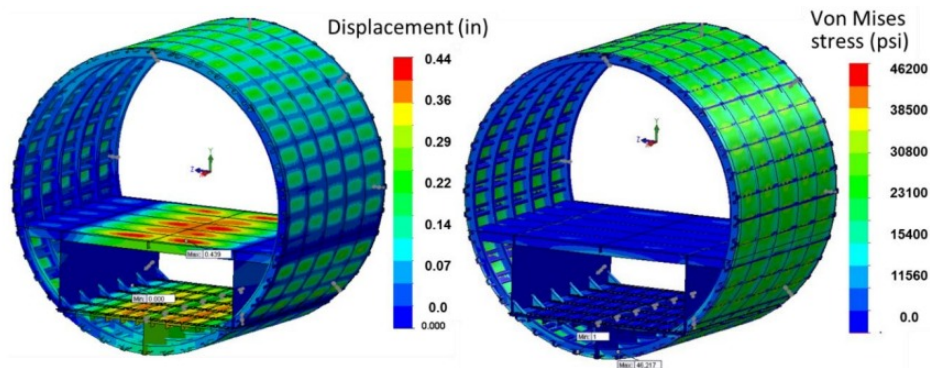 Displacement (in)
0.44
0.36
0.29
0.22
0.14
0.07
0.0
0.000
Z
Y
Max: 0.439
Min: 0.000
Von Mises
stress (psi)
46200
38500
30800
23100
15400
11560
0.0
Z
Y
Min: 1
Max: 46,217